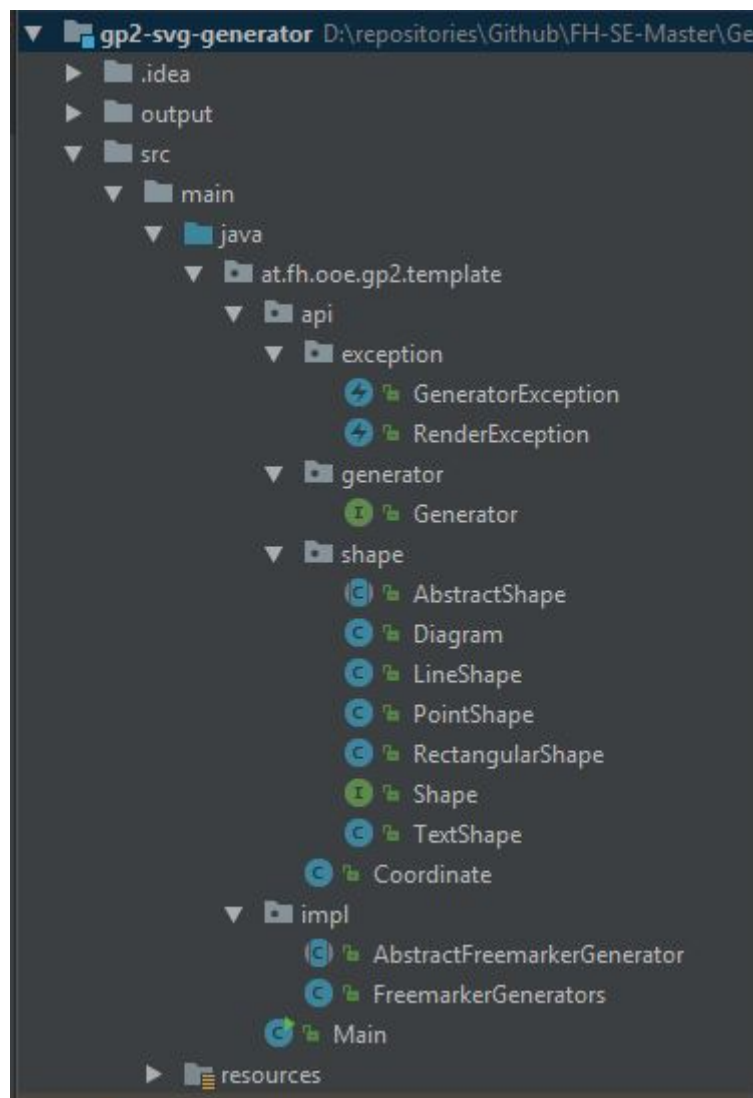 gp2-svg-generator D:\repositories\Github\FH-SE-Master\Ge
.idea
output
src
main
java
at.fh.ooe.gp2.template
api
exception
GeneratorException
RenderException
generator
Generator
shape
AbstractShape
Diagram
LineShape
PointShape
RectangularShape
Shape
TextShape
Coordinate
impl
AbstractFreemarkerGenerator
FreemarkerGenerators
Main
resources